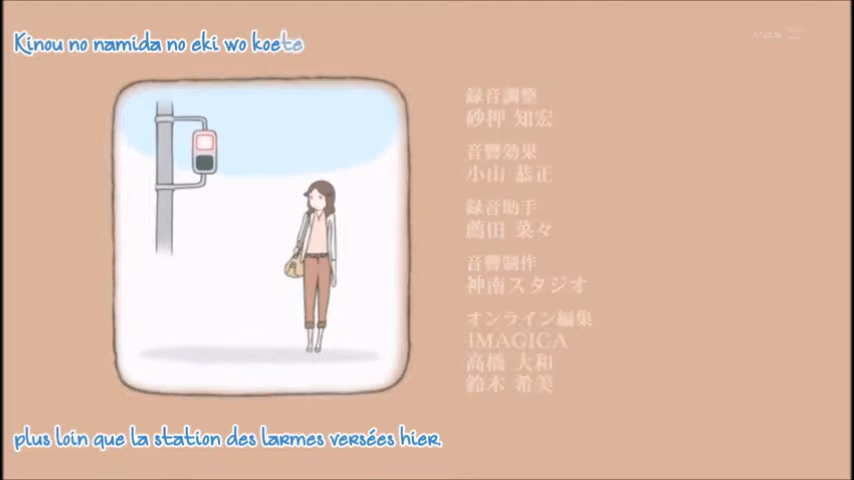 Kinou no namida no eki wo koete
録音調整
砂押 知宏
音響効果
小山 恭正
録音助手
薦田 菜々
音響制作
神南スタジオ
オンライン編集
IMAGICA
高橋 大和
鈴木 希美
plus loin que la station des larmes versées hier.